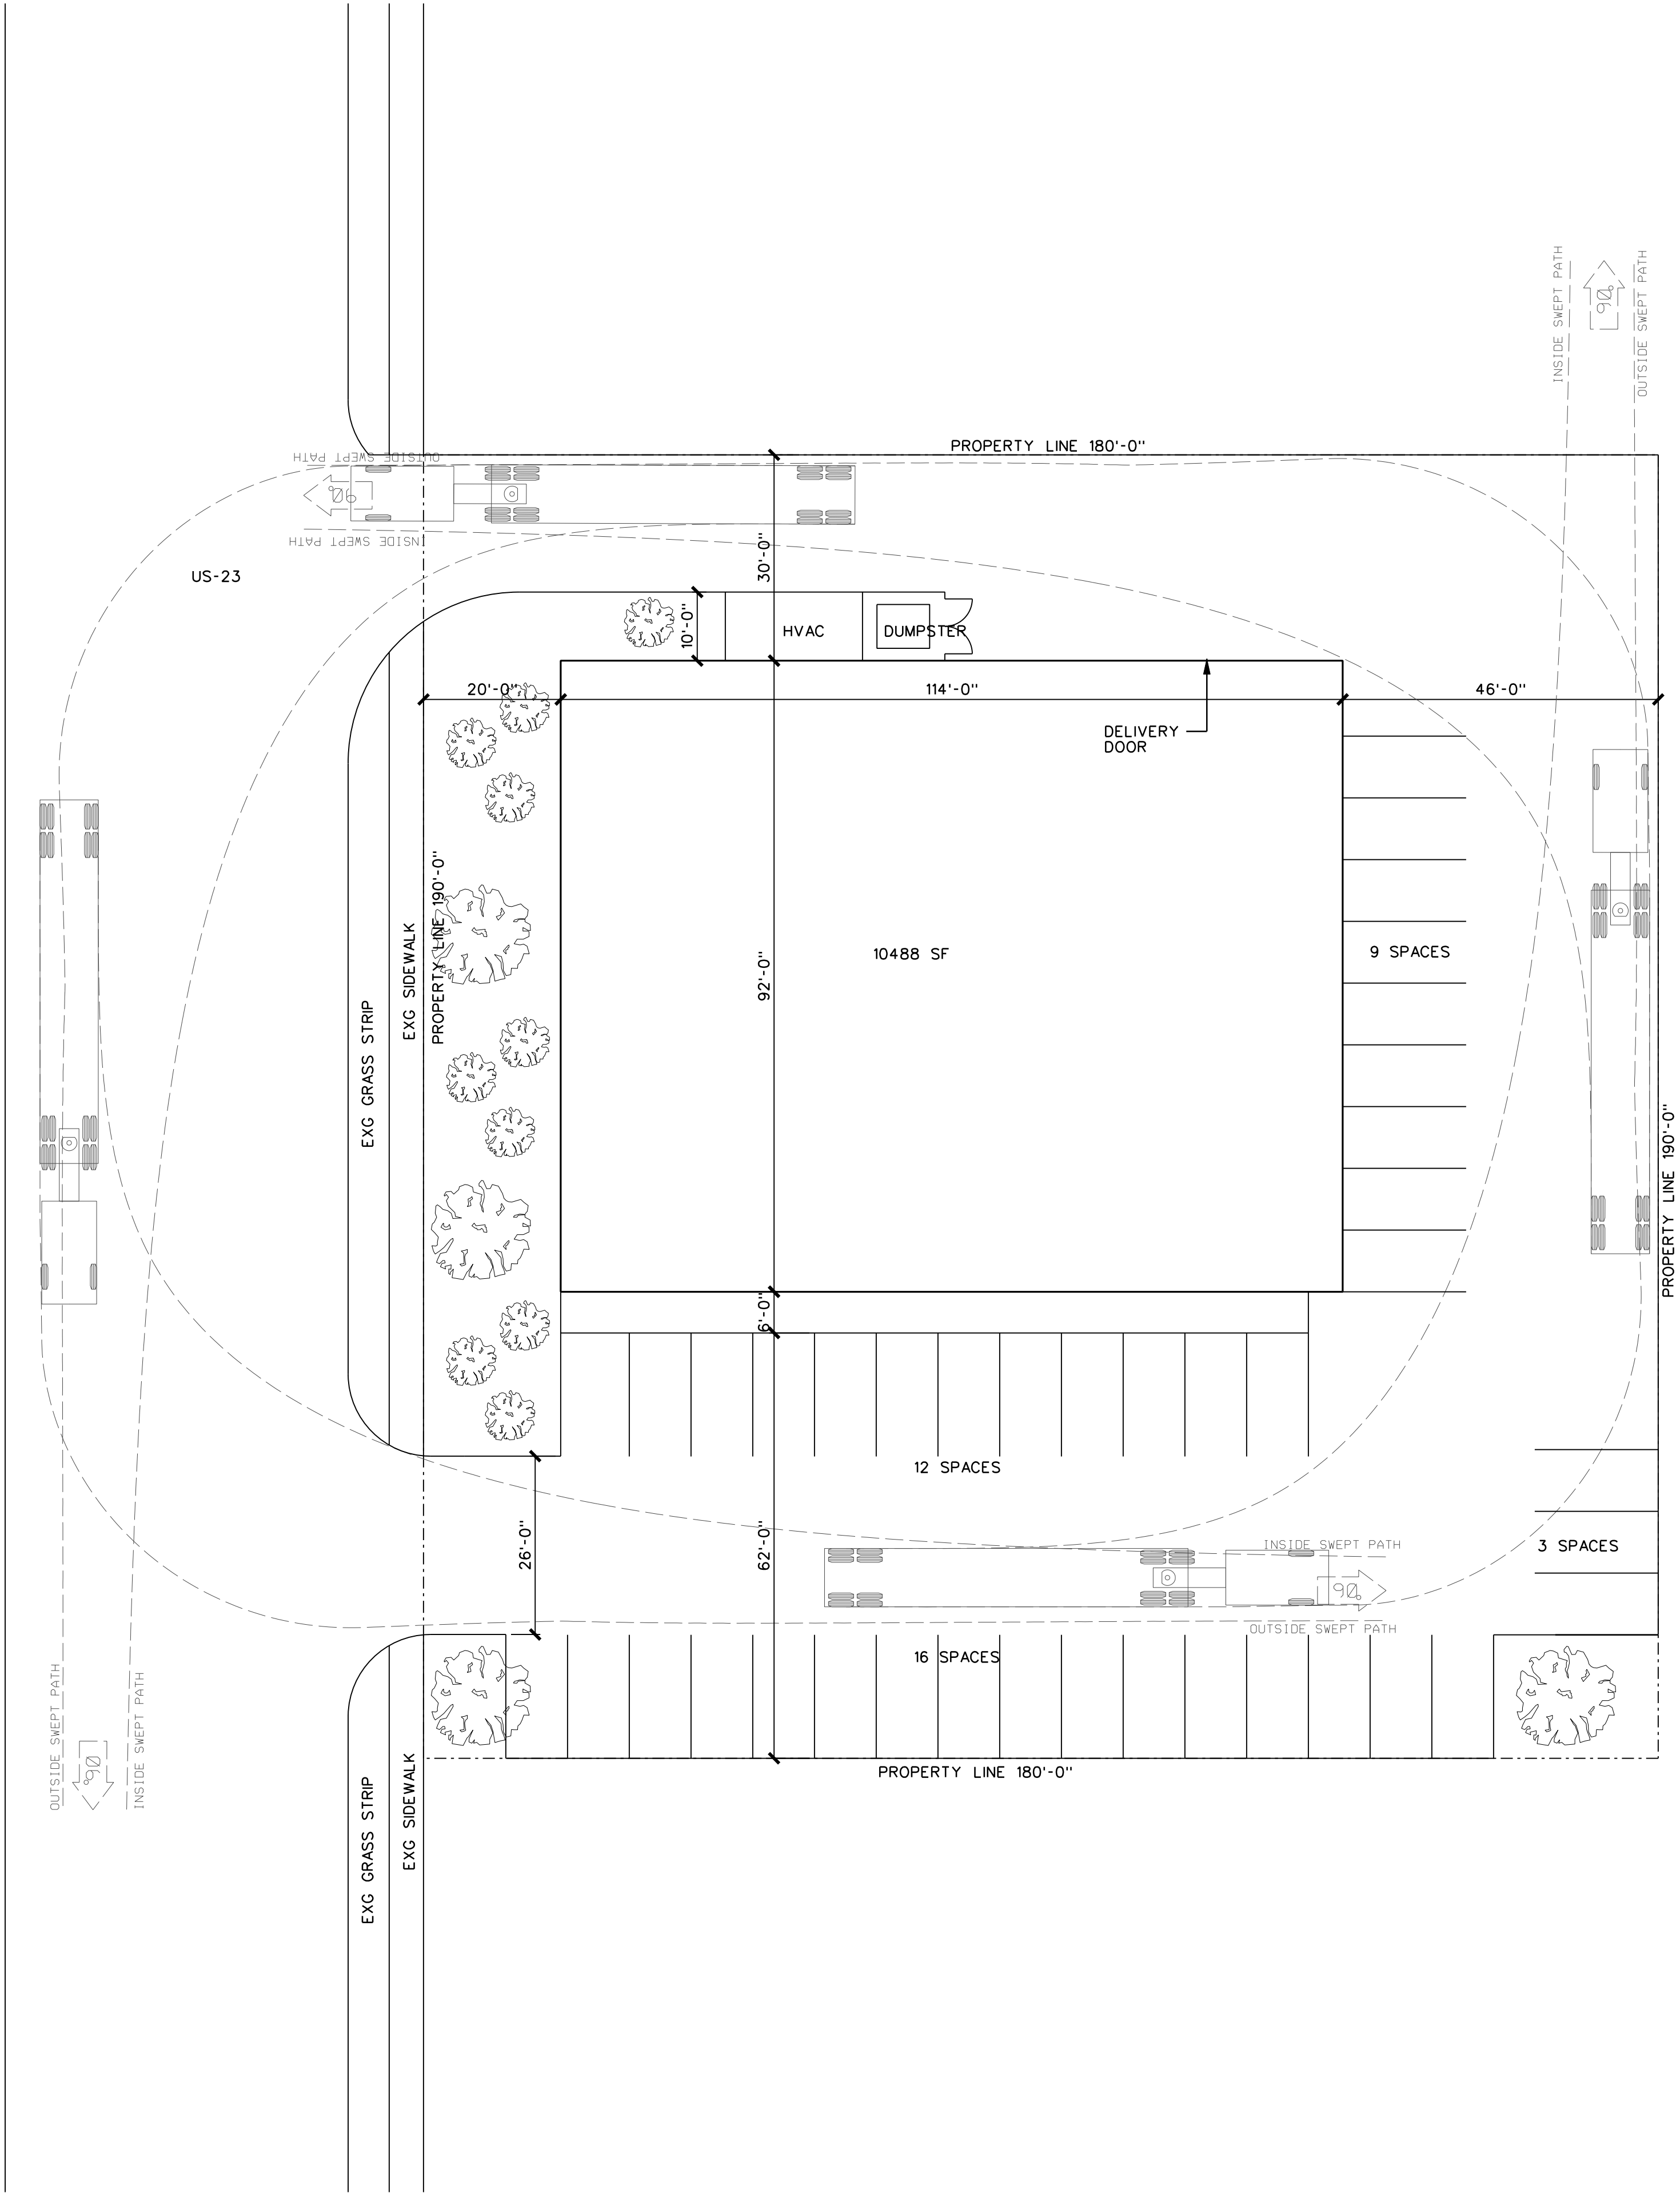 INSIDE SWEPT PATH
90°
OUTSIDE SWEPT PATH
PROPERTY LINE 180'-0"
OUTSIDE SWEPT PATH
90°
INSIDE SWEPT PATH
30'-0"
US-23
10'-0"
HVAC
DUMPSTER
20'-0"
114'-0"
46'-0"
DELIVERY
DOOR
PROPERTY LINE 190'-0"
EXG SIDEWALK
EXG GRASS STRIP
92'-0"
10488 SF
9 SPACES
PROPERTY LINE 190'-0"
6'-0"
12 SPACES
26'-0"
62'-0"
INSIDE SWEPT PATH
3 SPACES
90°
OUTSIDE SWEPT PATH
16 SPACES
OUTSIDE SWEPT PATH
90°
INSIDE SWEPT PATH
PROPERTY LINE 180'-0"
EXG GRASS STRIP
EXG SIDEWALK